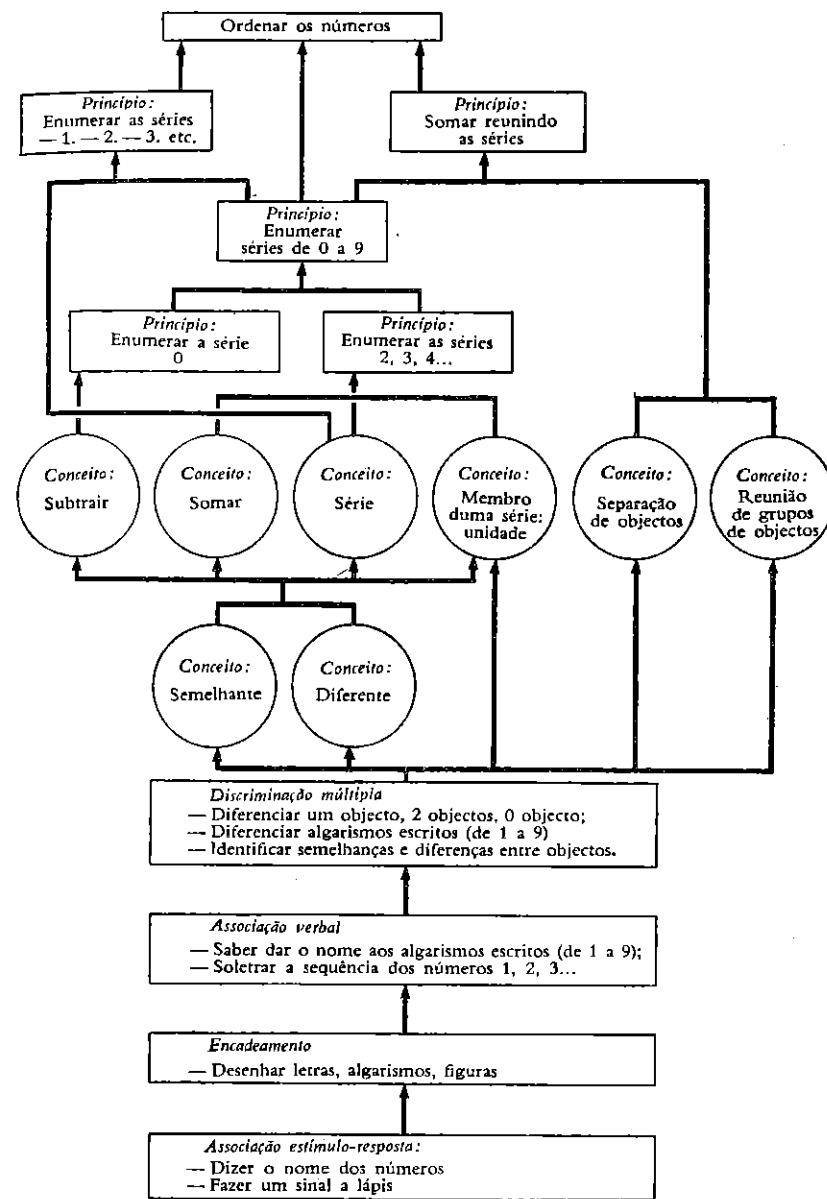 Ordenar os números
Princípio:
Enumerar as séries
— 1. — 2. — 3. etc.
Princípio:
Somar reunindo
as séries
Princípio:
Enumerar
séries de 0 a 9
Princípio:
Enumerar a série
0
Princípio:
Enumerar as séries
2, 3, 4...
Conceito:
Subtrair
Conceito:
Somar
Conceito:
Série
Conceito:
Membro
duma série:
unidade
Conceito:
Separação
de objectos
Conceito:
Reunião
de grupos
de objectos
Conceito:
Semelhante
Conceito:
Diferente
Discriminação múltipla
— Diferenciar um objecto, 2 objectos, 0 objecto;
— Diferenciar algarismos escritos (de 1 a 9)
— Identificar semelhanças e diferenças entre objectos.
Associação verbal
— Saber dar o nome aos algarismos escritos (de 1 a 9);
— Soletrar a sequência dos números 1, 2, 3...
Encadeamento
— Desenhar letras, algarismos, figuras
Associação estímulo-resposta:
— Dizer o nome dos números
— Fazer um sinal a lápis